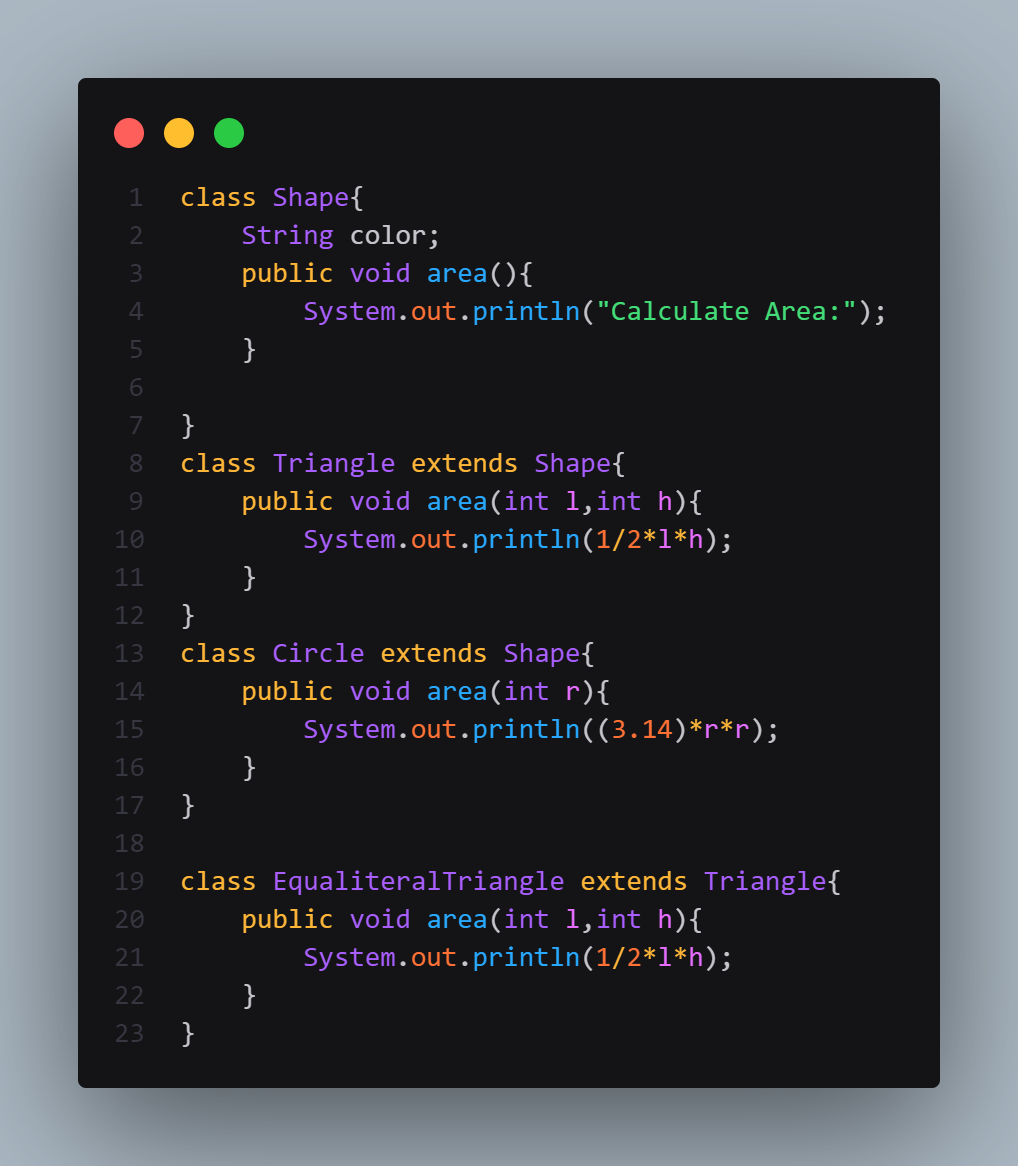 1 class Shape{
2     String color;
3     public void area(){
4         System.out.println("Calculate Area:");
5     }
6
7 }
8 class Triangle extends Shape{
9     public void area(int l,int h){
10         System.out.println(1/2*l*h);
11     }
12 }
13 class Circle extends Shape{
14     public void area(int r){
15         System.out.println((3.14)*r*r);
16     }
17 }
18
19 class EqualiteralTriangle extends Triangle{
20     public void area(int l,int h){
21         System.out.println(1/2*l*h);
22     }
23 }